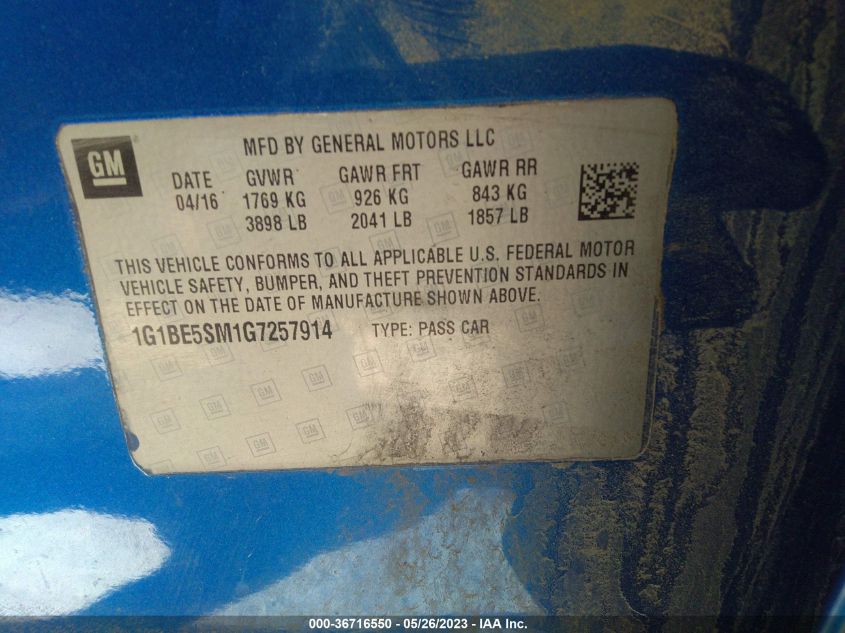 GM
MFD BY GENERAL MOTORS LLC
DATE GVWR GAWR FRT GAWR RR
04/16 1769 KG 926 KG 843 KG
3898 LB 2041 LB 1857 LB
THIS VEHICLE CONFORMS TO ALL APPLICABLE U.S. FEDERAL MOTOR
VEHICLE SAFETY, BUMPER, AND THEFT PREVENTION STANDARDS IN
EFFECT ON THE DATE OF MANUFACTURE SHOWN ABOVE.
1G1BE5SM1G7257914 TYPE: PASS CAR
000-36716550 - 05/26/2023 - IAA Inc.